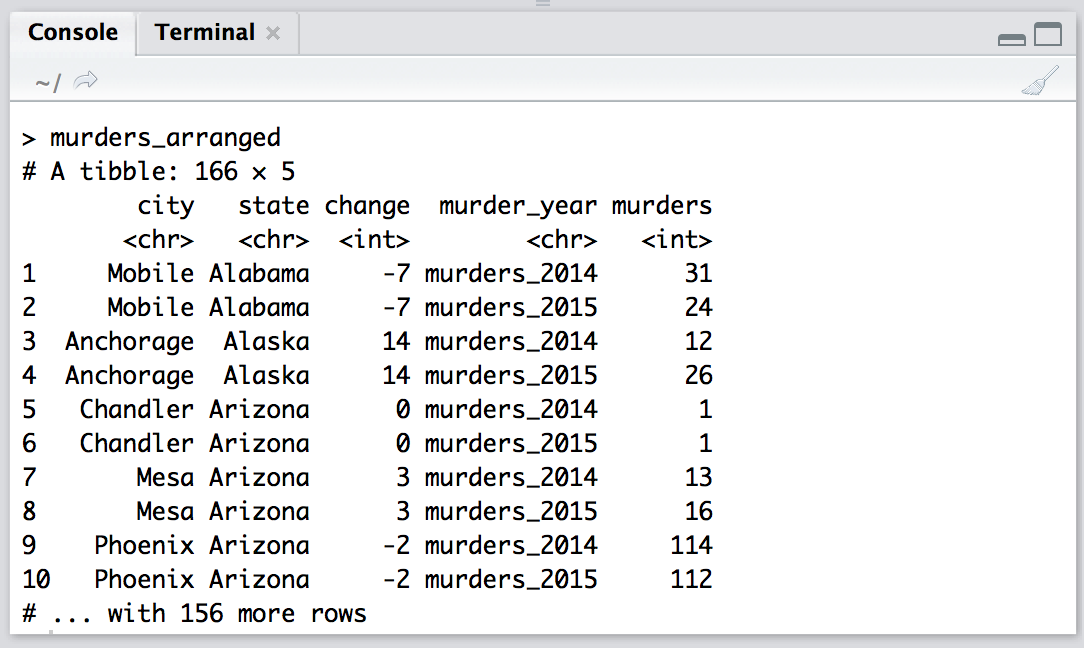 Console Terminal
~/
> murders_arranged
# A tibble: 166 × 5
city state change murder_year murders
<chr> <chr> <int> <chr> <int>
1 Mobile Alabama -7 murders_2014 31
2 Mobile Alabama -7 murders_2015 24
3 Anchorage Alaska 14 murders_2014 12
4 Anchorage Alaska 14 murders_2015 26
5 Chandler Arizona 0 murders_2014 1
6 Chandler Arizona 0 murders_2015 1
7 Mesa Arizona 3 murders_2014 13
8 Mesa Arizona 3 murders_2015 16
9 Phoenix Arizona -2 murders_2014 114
10 Phoenix Arizona -2 murders_2015 112
# ... with 156 more rows